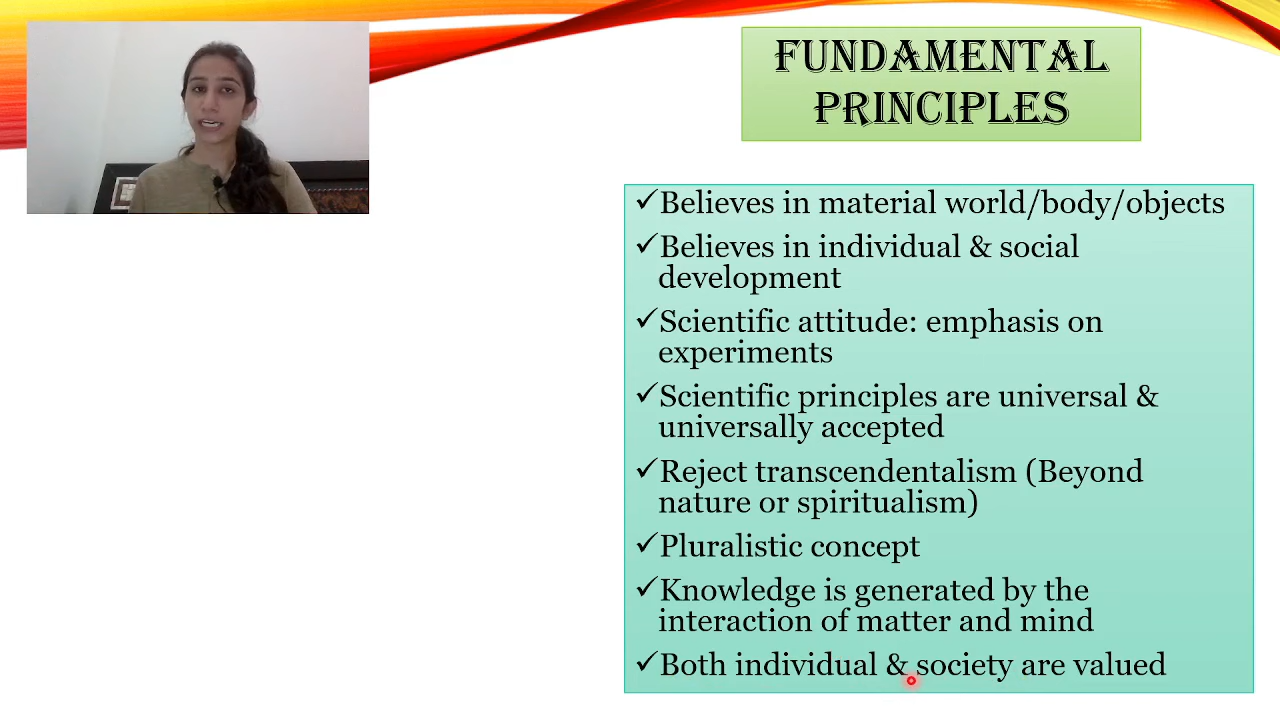 FUNDAMENTAL
PRINCIPLES
✓Believes in material world/body/objects
✓Believes in individual & social
development
✓Scientific attitude: emphasis on
experiments
✓Scientific principles are universal &
universally accepted
✓Reject transcendentalism (Beyond
nature or spiritualism)
✓Pluralistic concept
✓Knowledge is generated by the
interaction of matter and mind
✓Both individual & society are valued